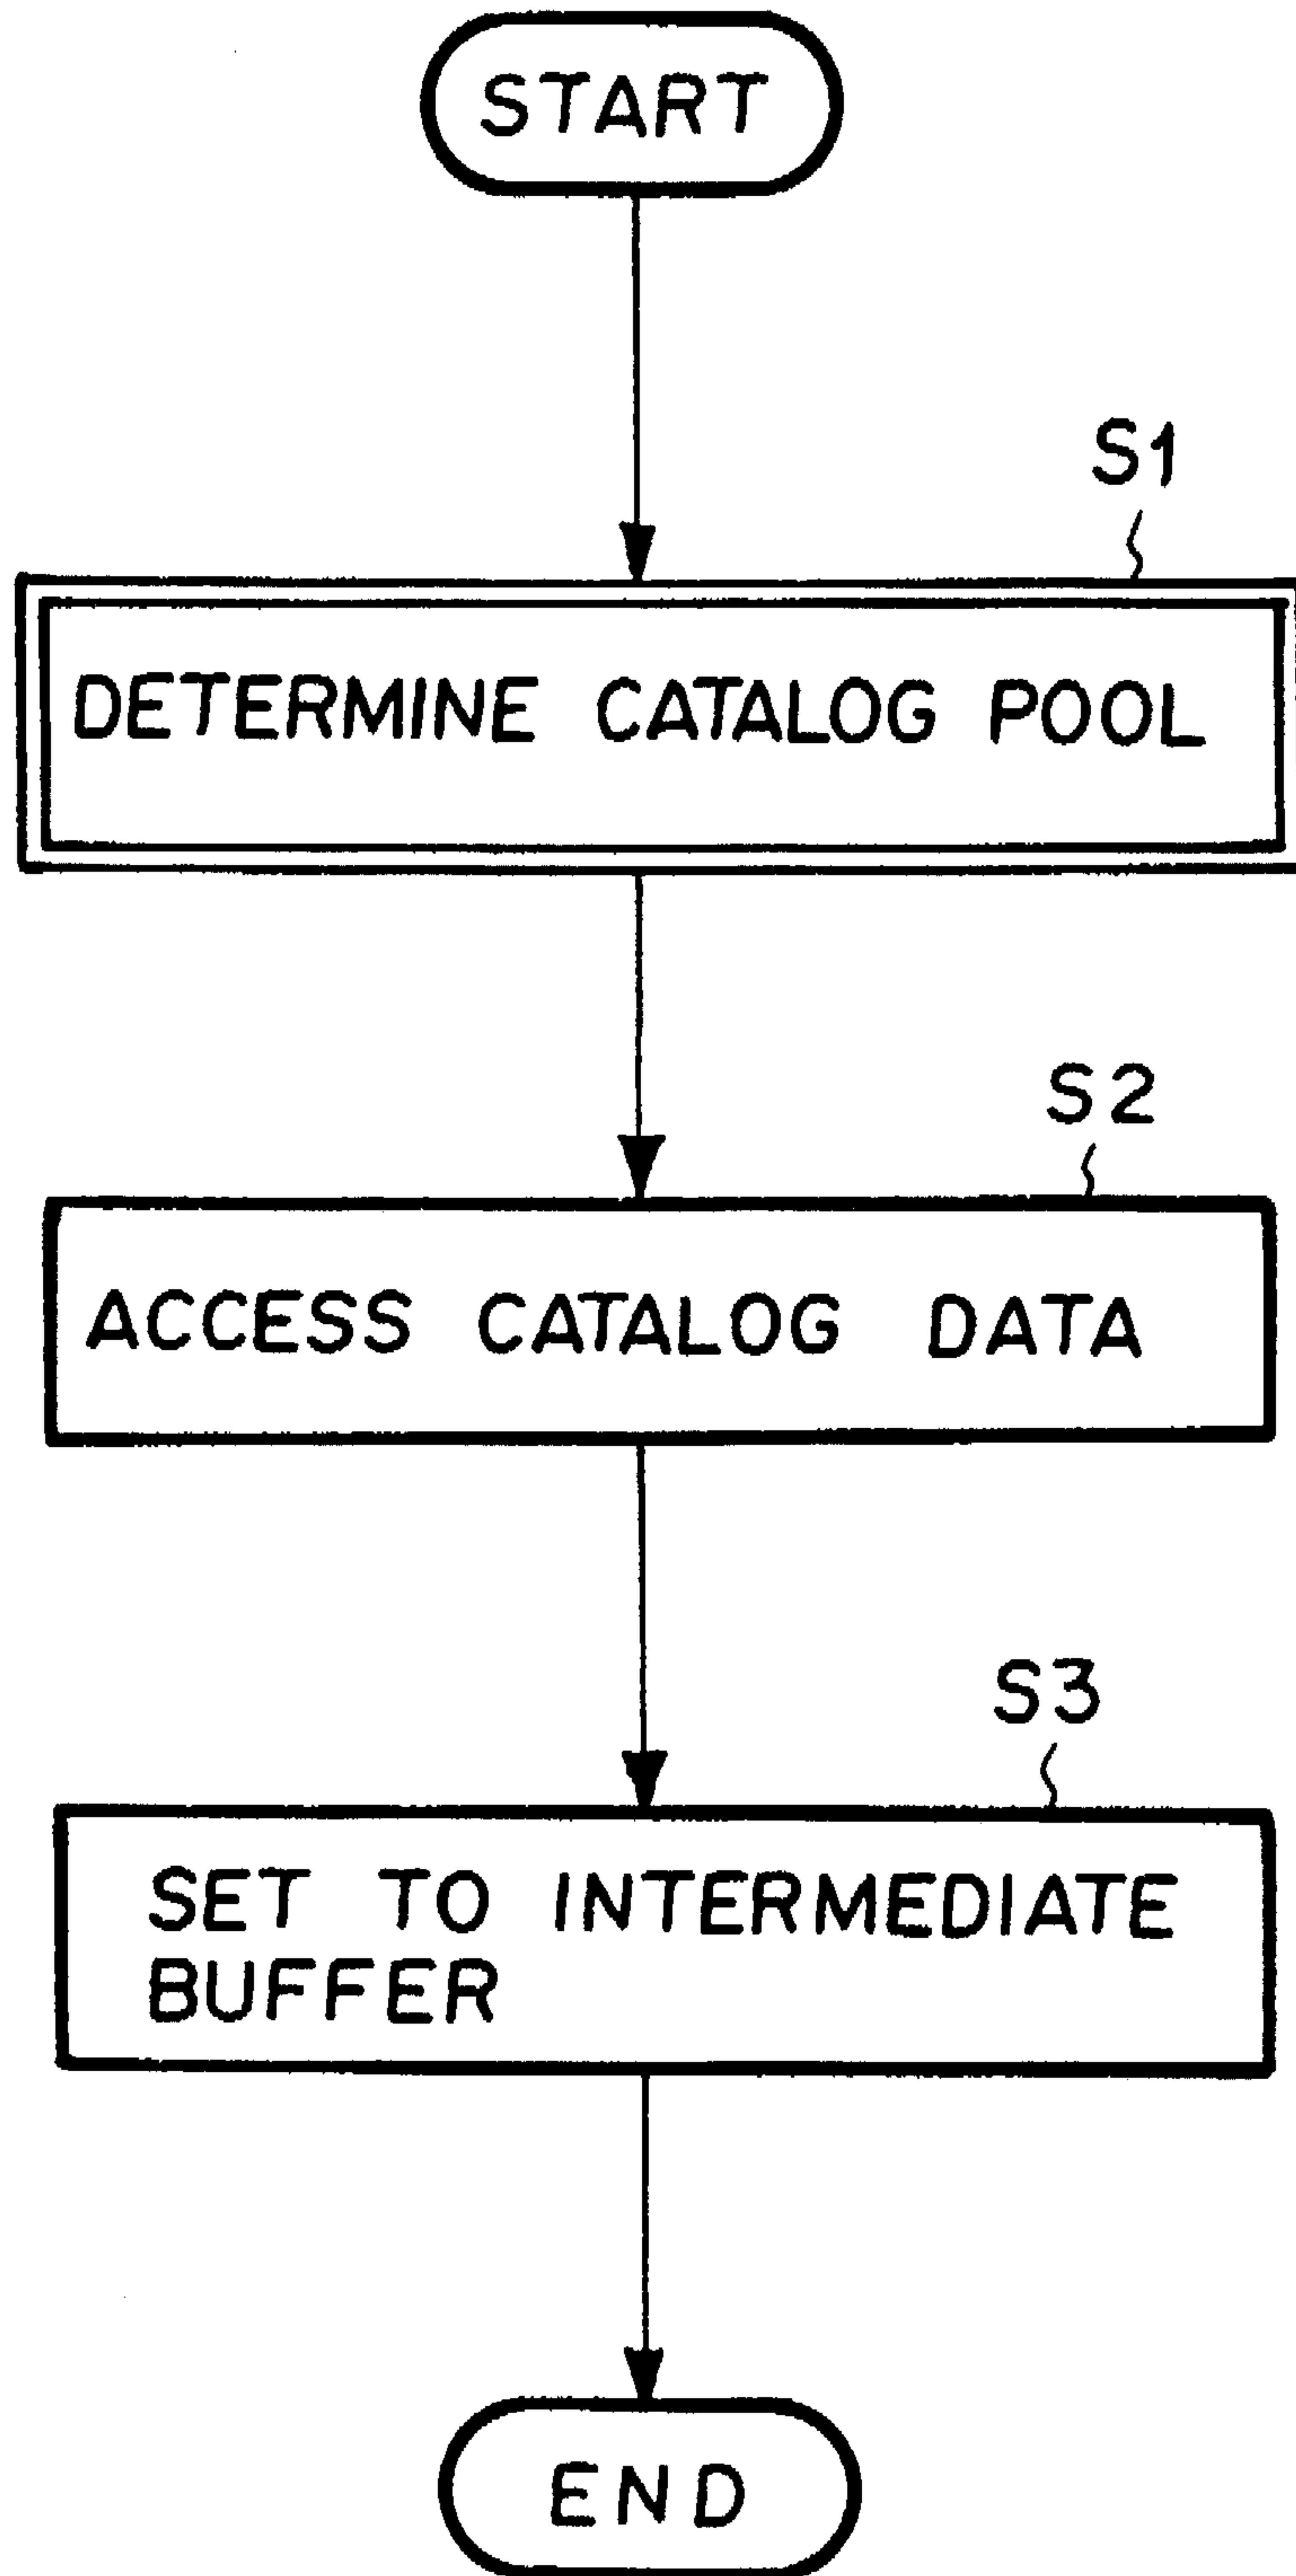 START
S1
DETERMINE CATALOG POOL
S2
ACCESS CATALOG DATA
S3
SET TO INTERMEDIATE
BUFFER
END